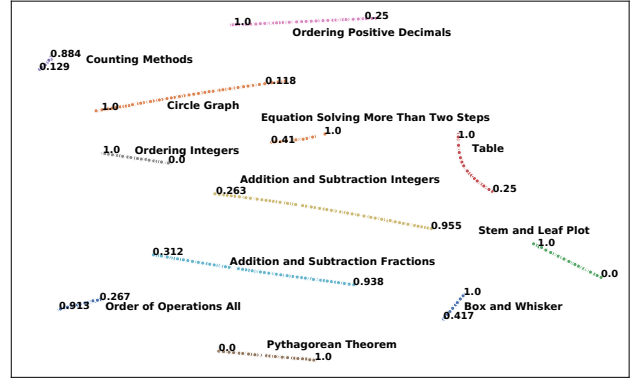 1.0 0.25
Ordering Positive Decimals
0.884
Counting Methods
0.129
0.118
1.0 Circle Graph
Equation Solving More Than Two Steps
1.0
0.41
1.0
Table
0.25
1.0 Ordering Integers
0.0
Addition and Subtraction Integers
0.263
0.955
Stem and Leaf Plot
1.0
0.0
0.312
Addition and Subtraction Fractions
0.938
0.267
0.913 Order of Operations All
1.0
Box and Whisker
0.417
Pythagorean Theorem
0.0
1.0